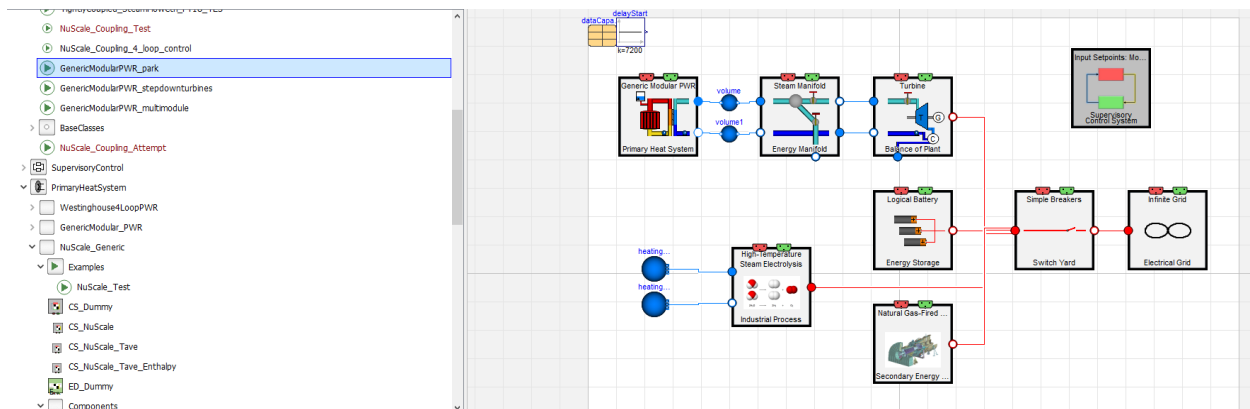 NuScale_Coupling_Test
NuScale_Coupling_4_loop_control
GenericModularPWR_park
GenericModularPWR_stepdownturbines
GenericModularPWR_multimodule
BaseClasses
NuScale_Coupling_Attempt
SupervisoryControl
PrimaryHeatSystem
Westinghouse4LoopPWR
GenericModular_PWR
NuScale_Generic
Examples
NuScale_Test
CS_Dummy
CS_NuScale
CS_NuScale_Tave
CS_NuScale_Tave_Enthalpy
ED_Dummy
Components
delayStart
dataCapa...
k=7200
Generic Modular PWR
Primary Heat System
volume
volume1
Steam Manifold
Energy Manifold
Turbine
T
G
C
Balance of Plant
Input Setpoints: Mo...
Supervisory
Control System
Logical Battery
Energy Storage
Simple Breakers
Switch Yard
Infinite Grid
Electrical Grid
heating...
heating...
High-Temperature
Steam Electrolysis
Industrial Process
Natural Gas-Fired ...
Secondary Energy ...